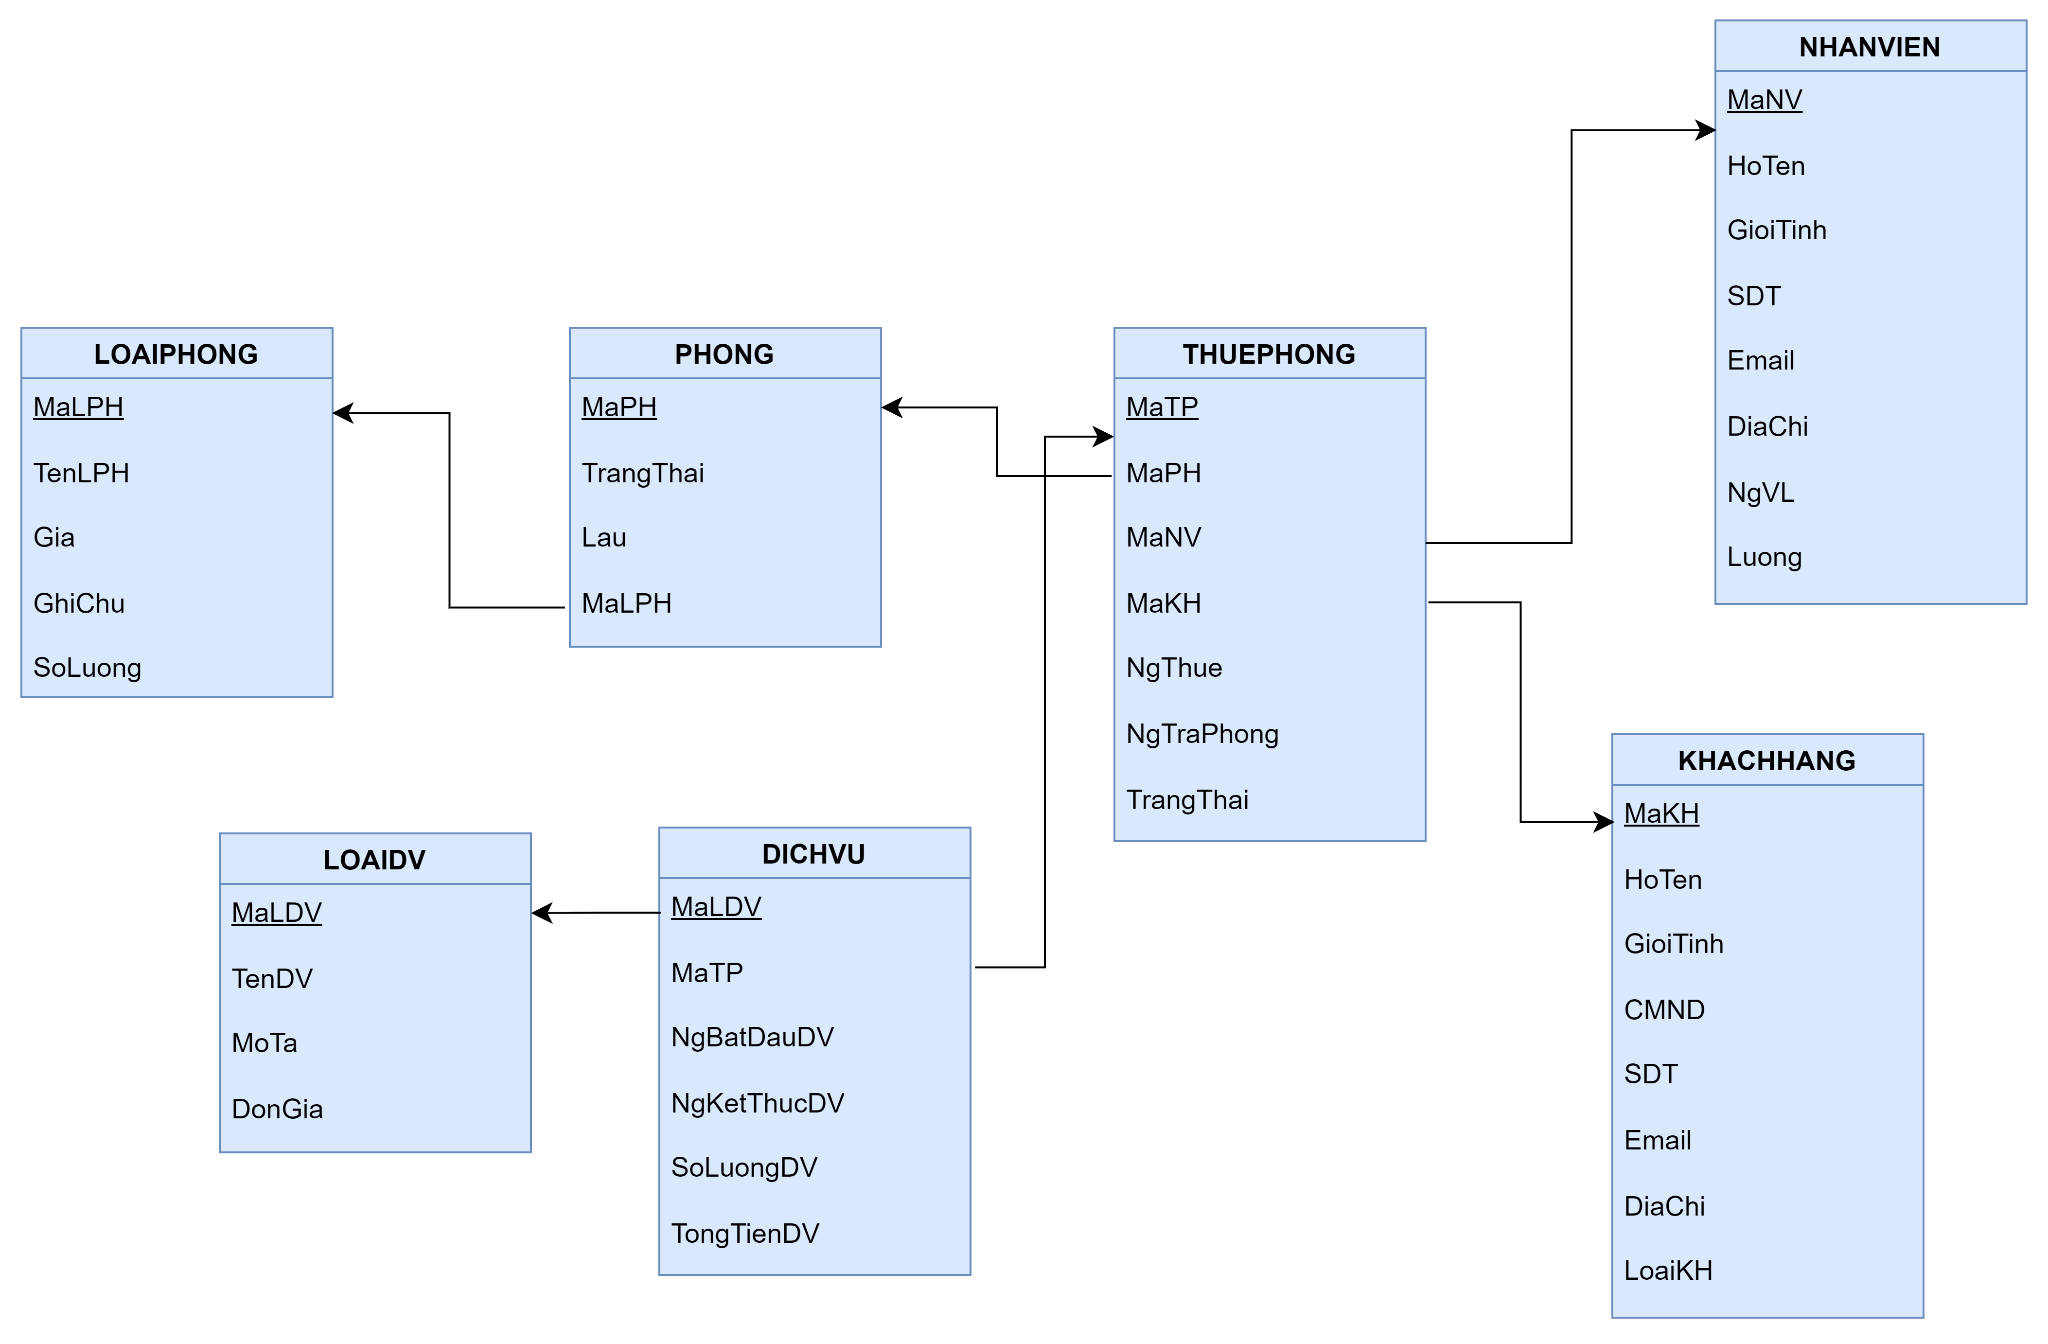 NHANVIEN
MaNV
HoTen
GioiTinh
SDT
Email
DiaChi
NgVL
Luong
LOAIPHONG
MaLPH
TenLPH
Gia
GhiChu
SoLuong
PHONG
MaPH
TrangThai
Lau
MaLPH
THUEPHONG
MaTP
MaPH
MaNV
MaKH
NgThue
NgTraPhong
TrangThai
KHACHHANG
MaKH
HoTen
GioiTinh
CMND
SDT
Email
DiaChi
LoaiKH
LOAIDV
MaLDV
TenDV
MoTa
DonGia
DICHVU
MaLDV
MaTP
NgBatDauDV
NgKetThucDV
SoLuongDV
TongTienDV